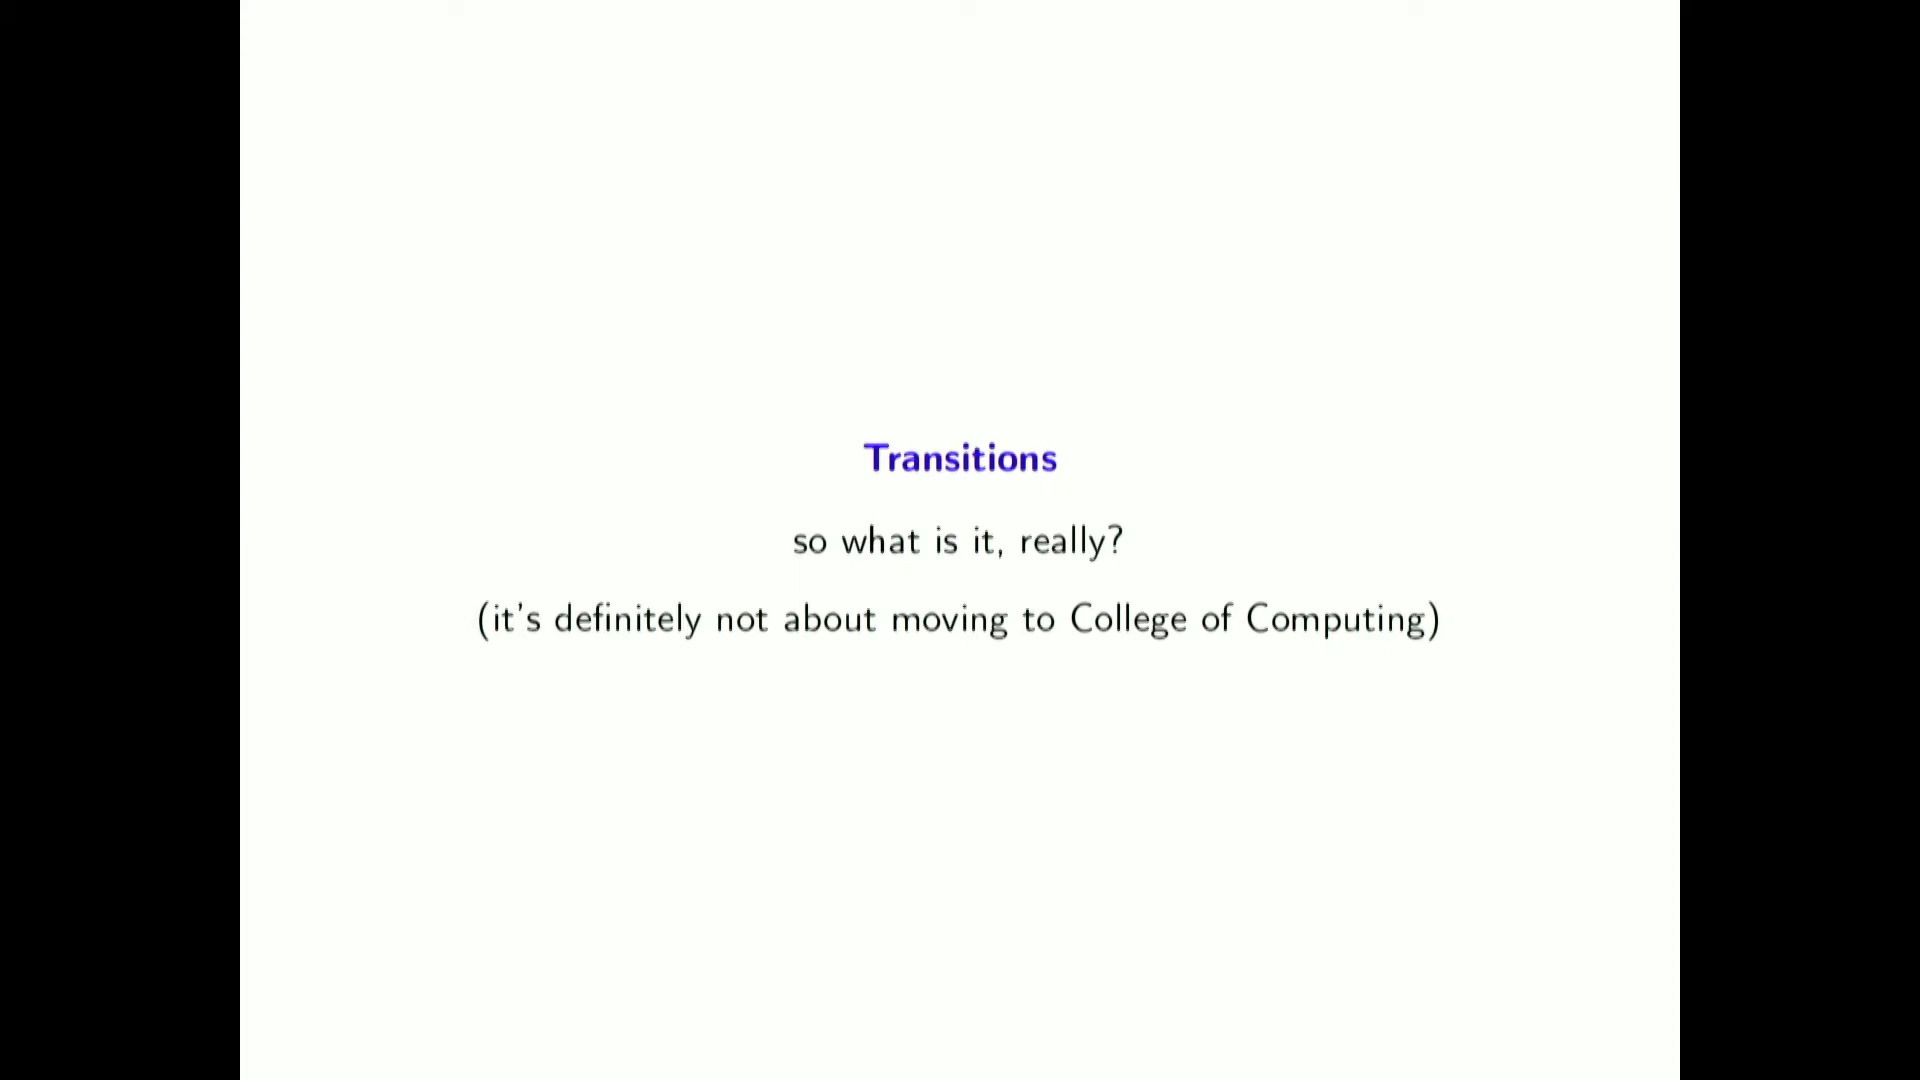 Transitions
so what is it, really?
(it's definitely not about moving to College of Computing)